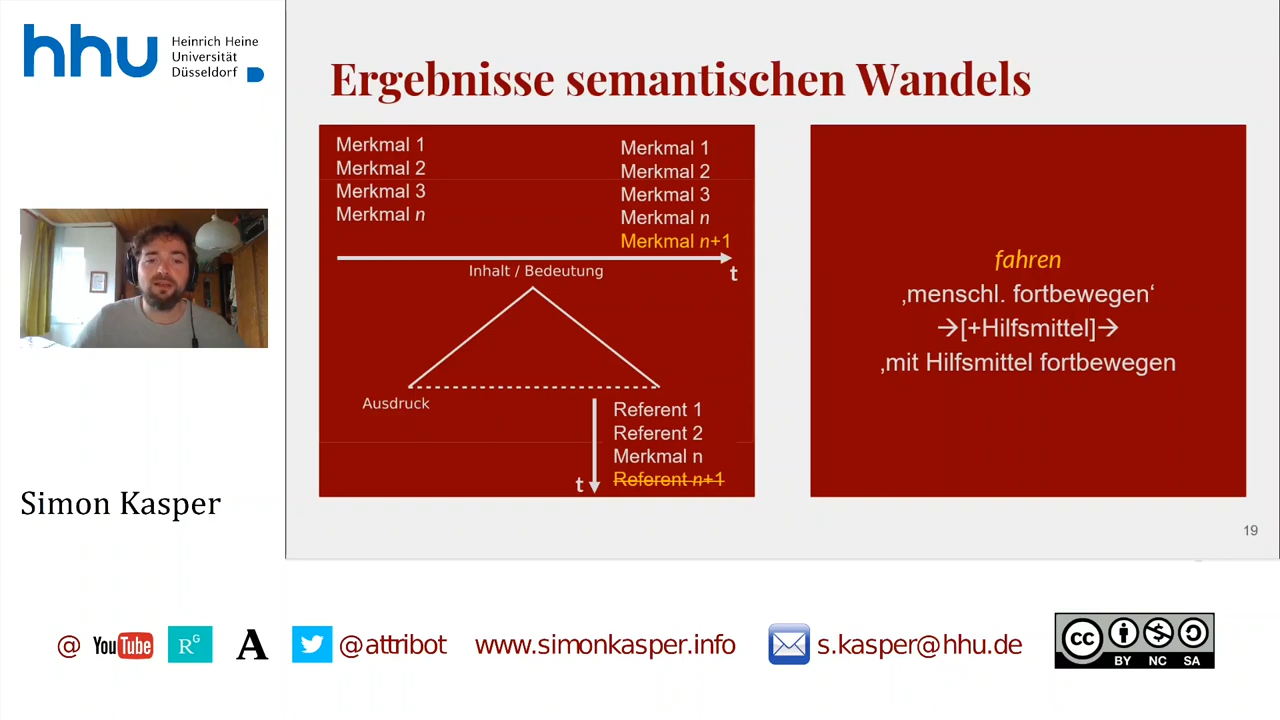 hhu Heinrich Heine
Universität
Düsseldorf
Ergebnisse semantischen Wandels
Merkmal 1
Merkmal 2
Merkmal 3
Merkmal n
Merkmal 1
Merkmal 2
Merkmal 3
Merkmal n
Merkmal n+1
t
Inhalt / Bedeutung
Ausdruck
Referent 1
Referent 2
Merkmal n
Referent n+1
t
fahren
‚menschl. fortbewegen‘
→[+Hilfsmittel]→
‚mit Hilfsmittel fortbewegen
19
Simon Kasper
@ YouTube RG A @attribot www.simonkasper.info s.kasper@hhu.de cc
BY NC SA